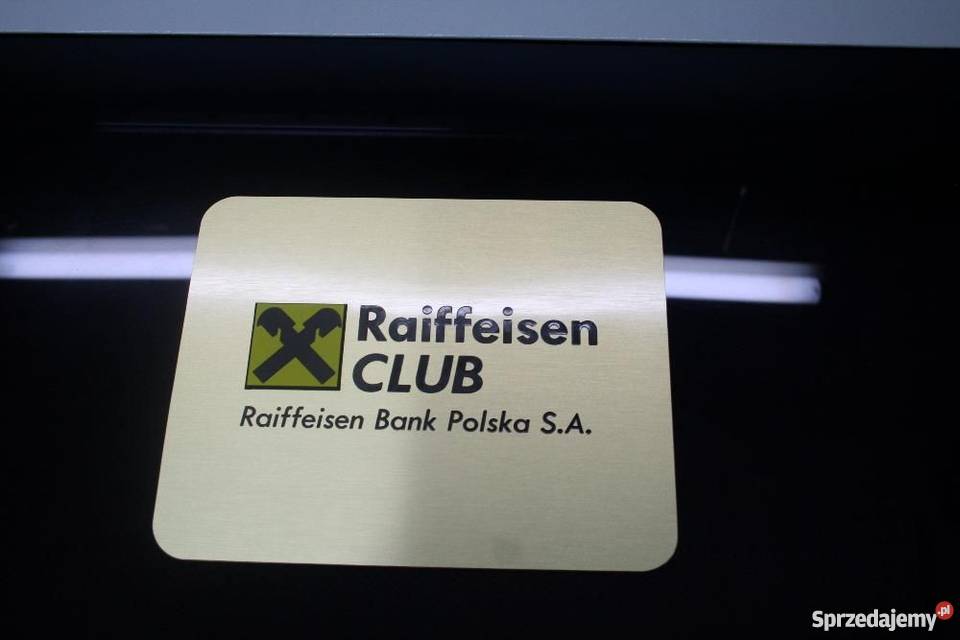 Raiffeisen
CLUB
Raiffeisen Bank Polska S.A.
Sprzedajemy.pl